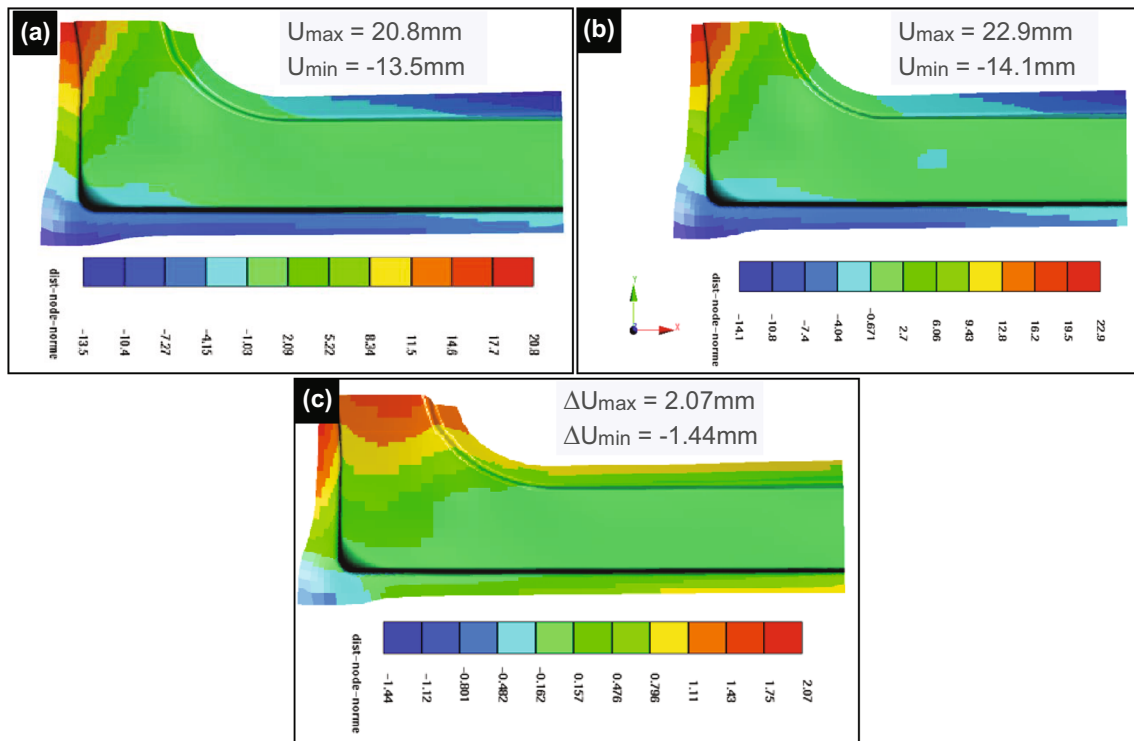 (a)
Umax = 20.8mm
Umin = -13.5mm
dist-node-norme
-13.5
-10.4
-7.27
-4.15
-1.03
2.09
5.22
8.34
11.5
14.6
17.7
20.8
(b)
Umax = 22.9mm
Umin = -14.1mm
Y
X
dist-node-norme
-14.1
-10.8
-7.4
-4.04
-0.671
2.7
6.06
9.43
12.8
16.2
19.5
22.9
(c)
ΔUmax = 2.07mm
ΔUmin = -1.44mm
dist-node-norme
-1.44
-1.12
-0.801
-0.482
-0.162
0.157
0.476
0.796
1.11
1.43
1.75
2.07